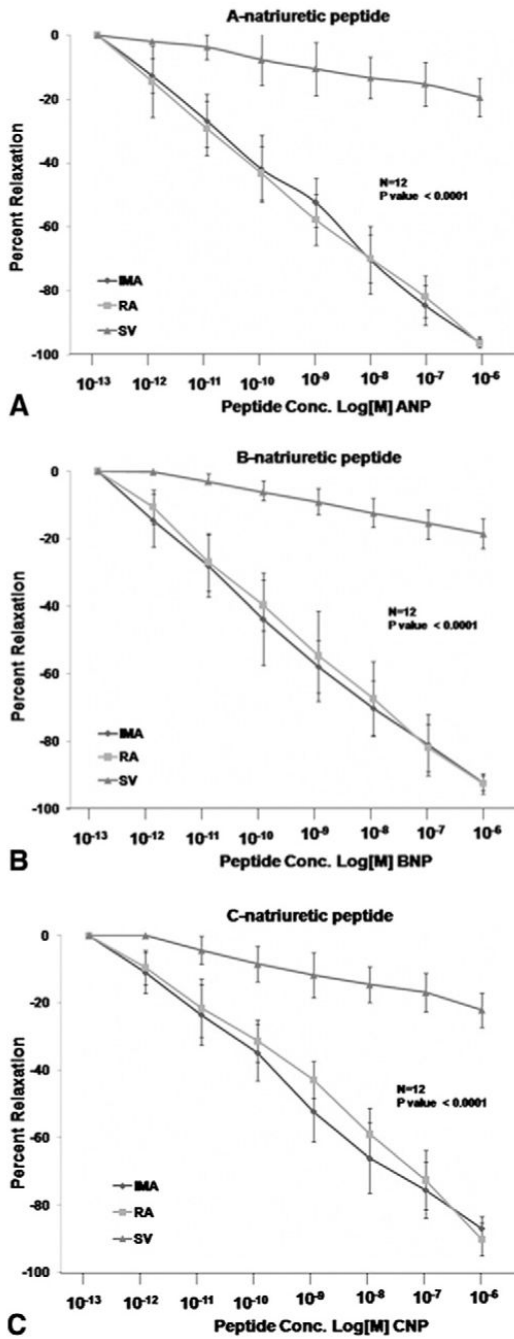 A-natriuretic peptide
0
-20
-40
-60
-80
-100
Percent Relaxation
N=12
P value < 0.0001
IMA
RA
SV
10-13 10-12 10-11 10-10 10-9 10-8 10-7 10-6
Peptide Conc. Log[M] ANP
A
B-natriuretic peptide
0
-20
-40
-60
-80
-100
Percent Relaxation
N=12
P value < 0.0001
IMA
RA
SV
10-13 10-12 10-11 10-10 10-9 10-8 10-7 10-6
Peptide Conc. Log[M] BNP
B
C-natriuretic peptide
0
-20
-40
-60
-80
-100
Percent Relaxation
N=12
P value < 0.0001
IMA
RA
SV
10-13 10-12 10-11 10-10 10-9 10-8 10-7 10-6
Peptide Conc. Log[M] CNP
C